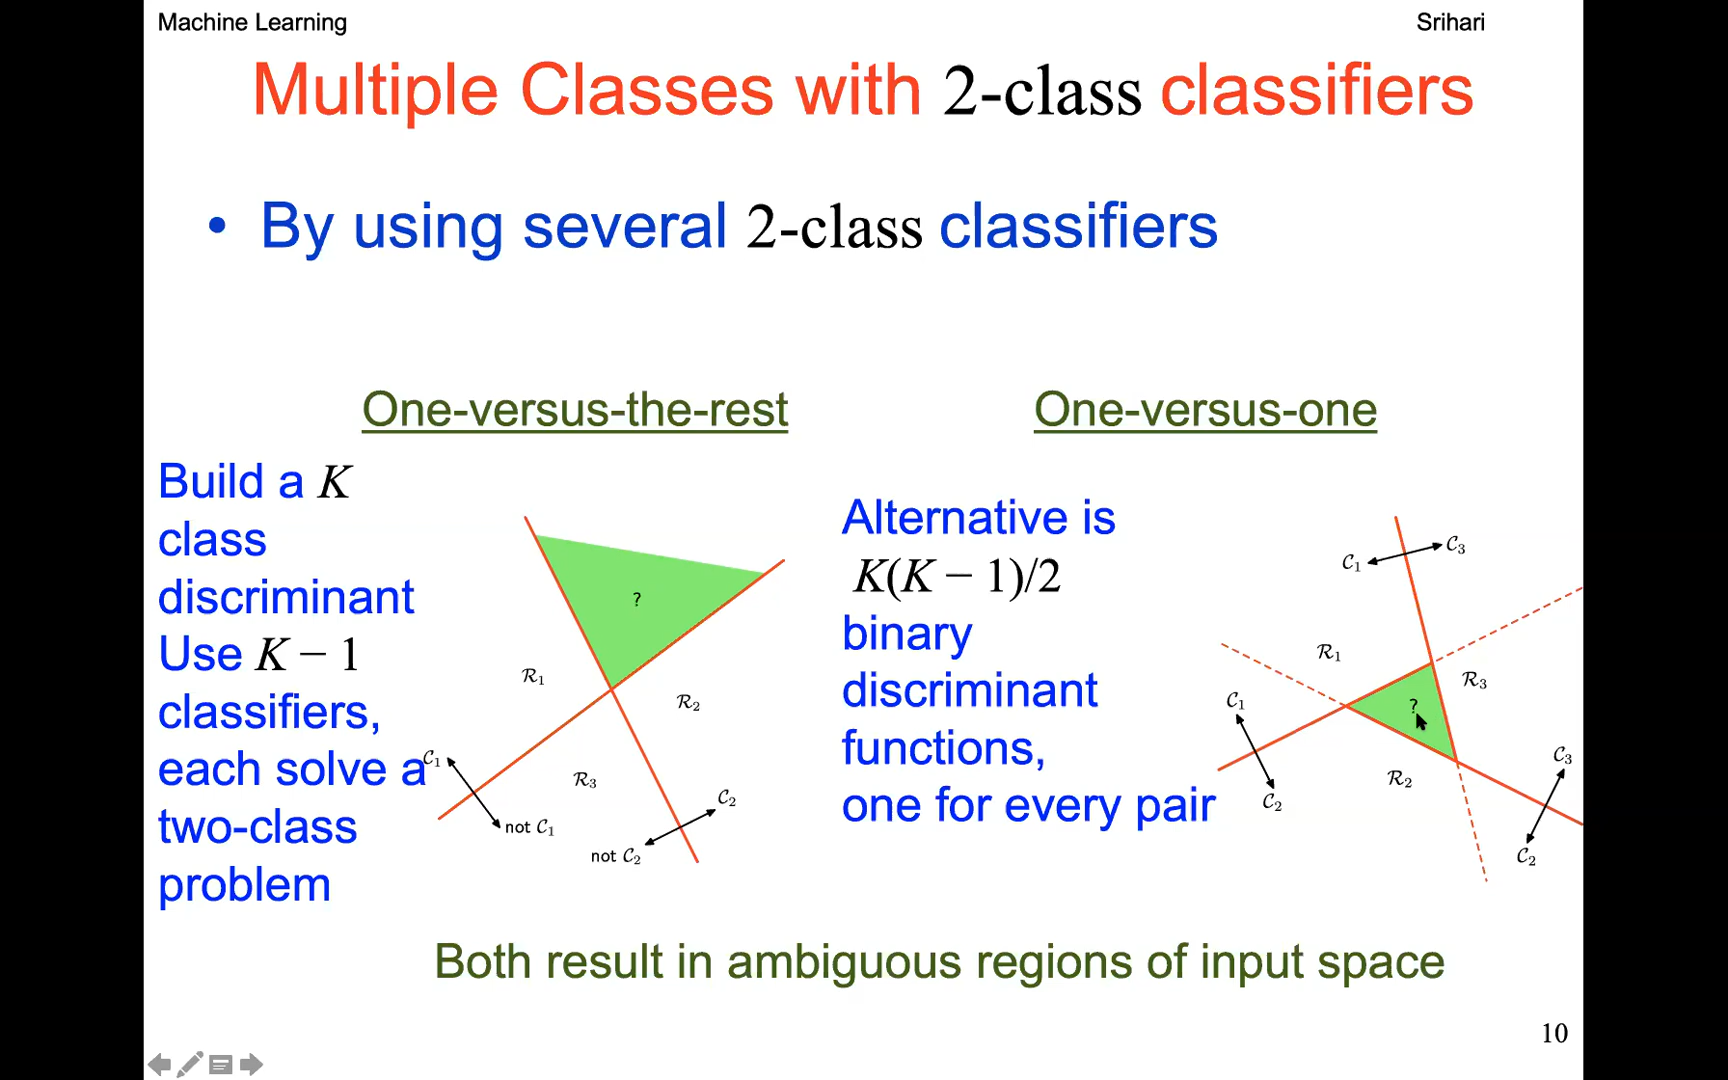 Machine Learning
Srihari
Multiple Classes with 2-class classifiers
• By using several 2-class classifiers
One-versus-the-rest
Build a K
class
discriminant
Use K − 1
classifiers,
each solve a
two-class
problem
?
R₁
R₂
R₃
C₁
not C₁
C₂
not C₂
One-versus-one
Alternative is
K(K − 1)/2
binary
discriminant
functions,
one for every pair
C₁
C₃
R₁
R₃
?
C₁
R₂
C₃
C₂
C₂
Both result in ambiguous regions of input space
10